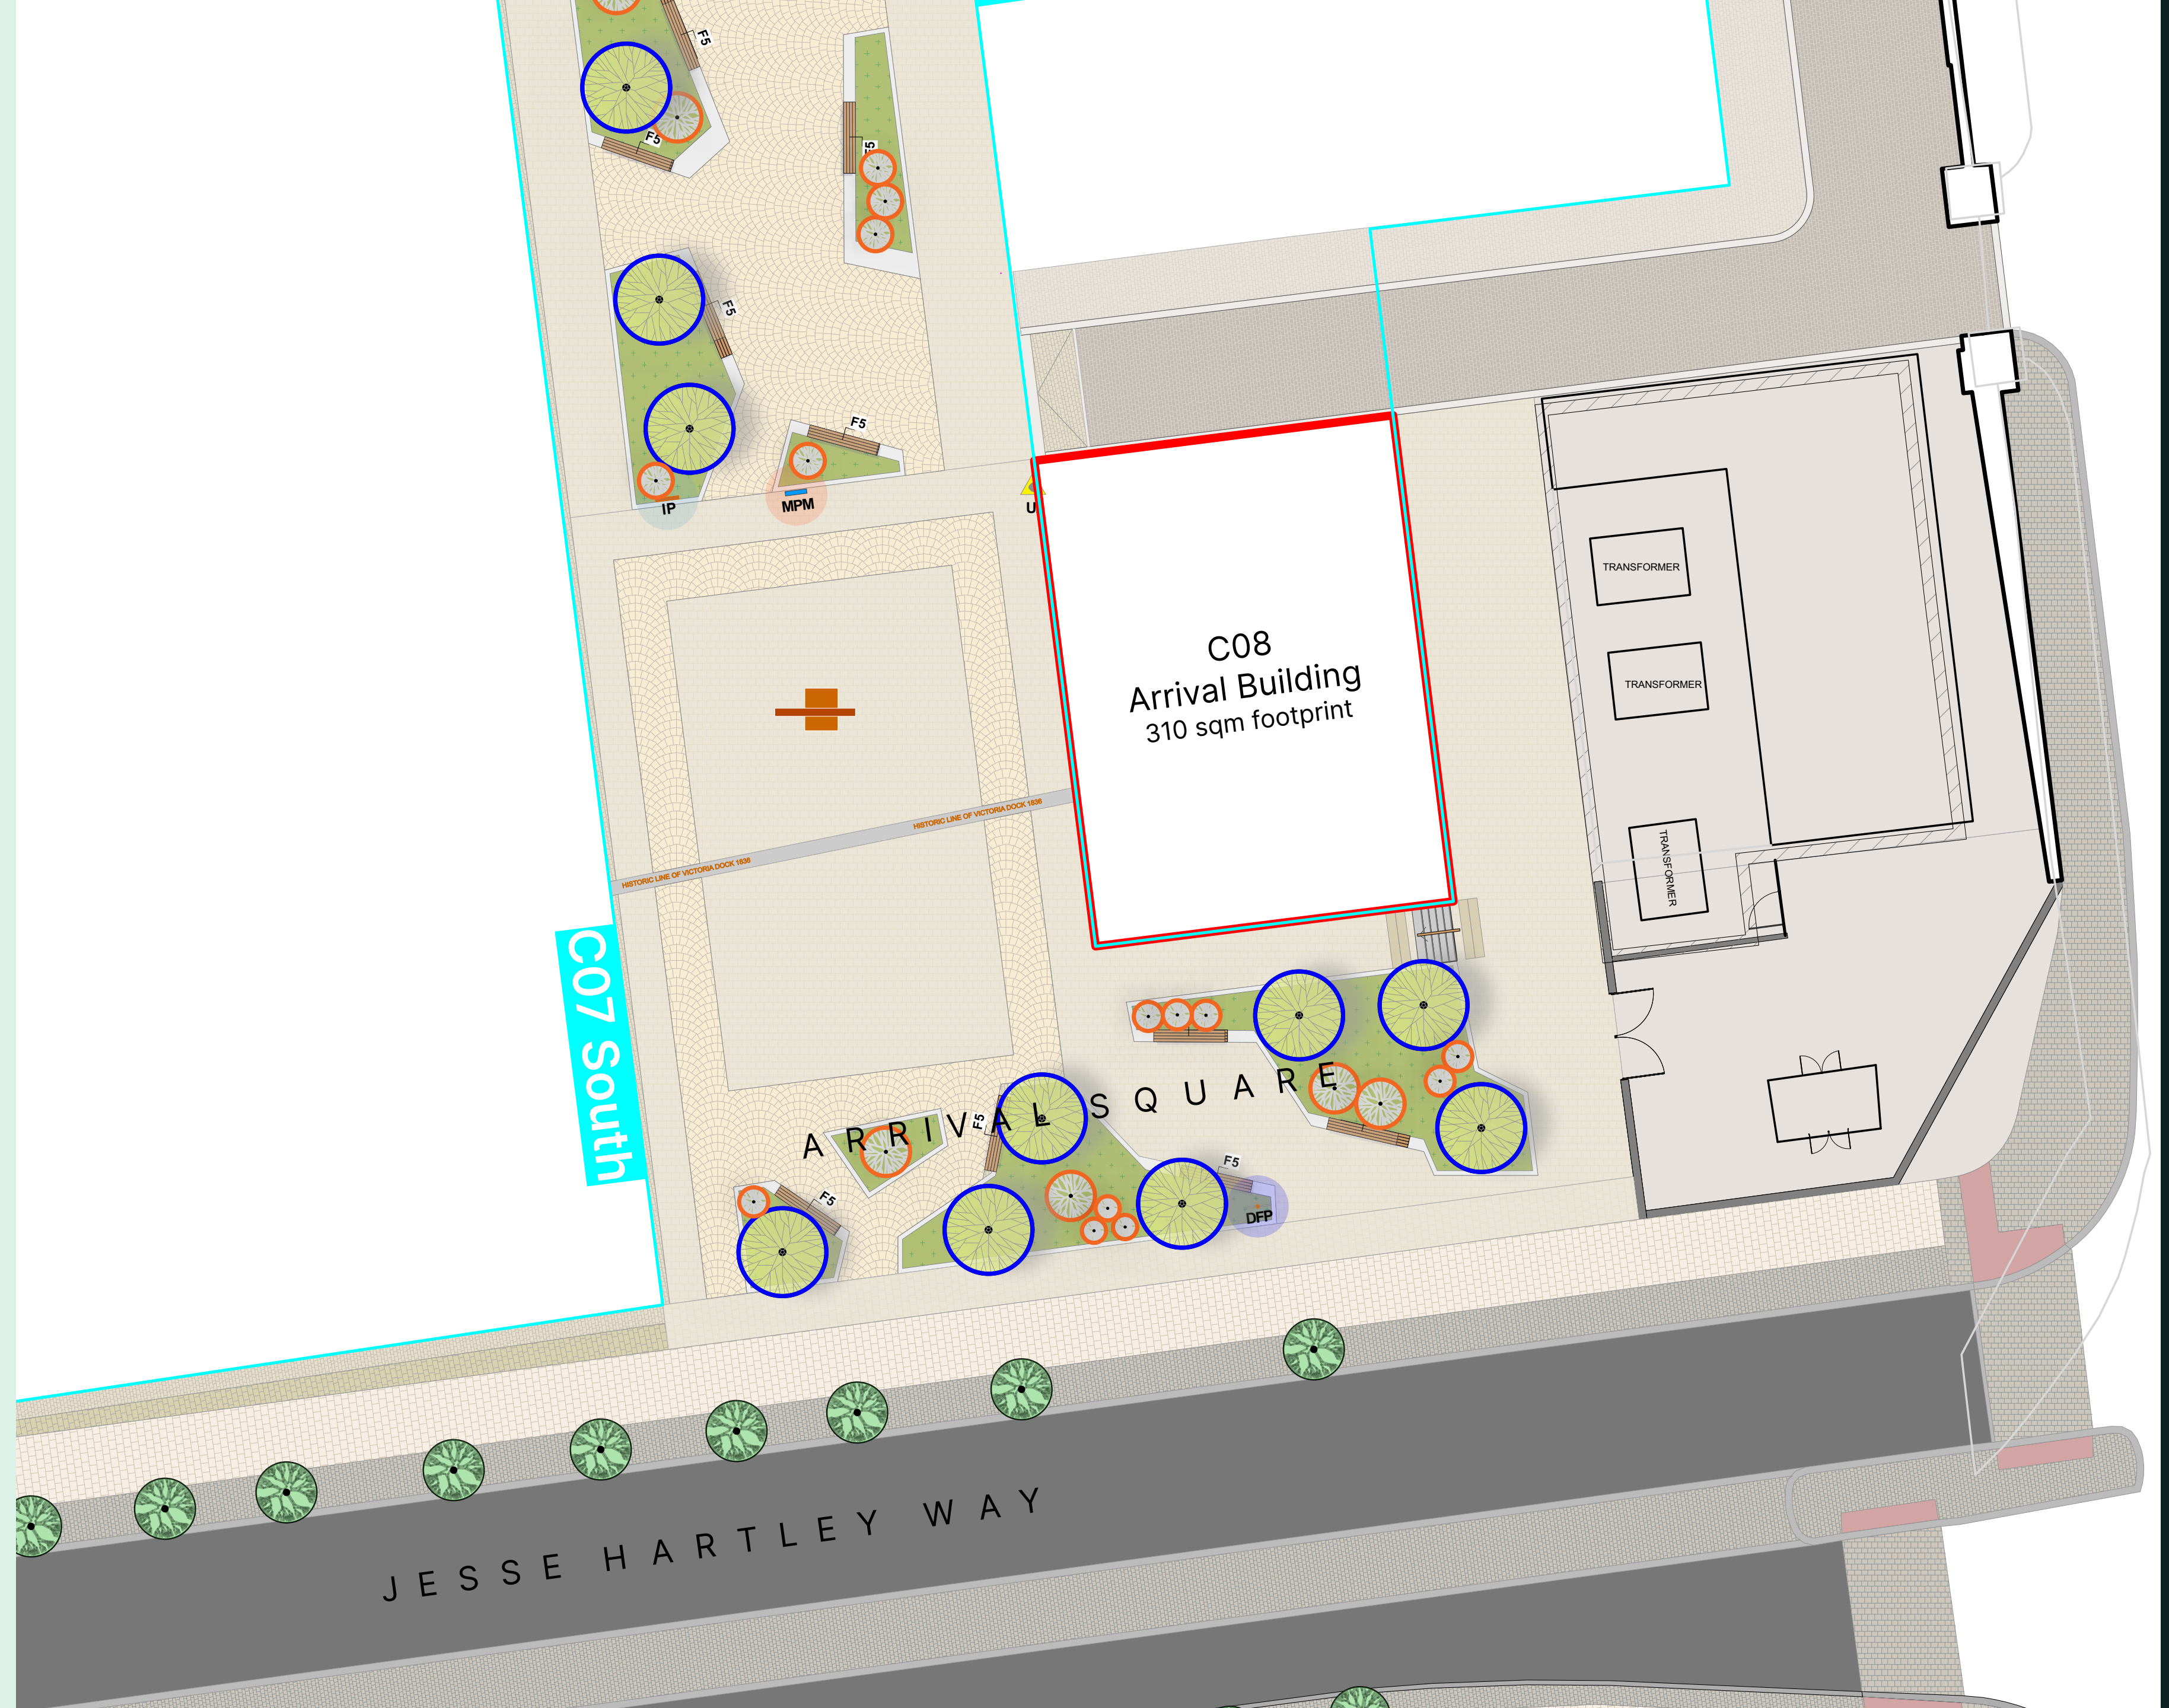 F5
F5
F5
F5
F5
IP
MPM
U
TRANSFORMER
TRANSFORMER
TRANSFORMER
C08
Arrival Building
310 sqm footprint
HISTORIC LINE OF VICTORIA DOCK 1836
HISTORIC LINE OF VICTORIA DOCK 1836
C07 South
ARRIVAL SQUARE
F5
F5
F5
DFP
JESSE HARTLEY WAY